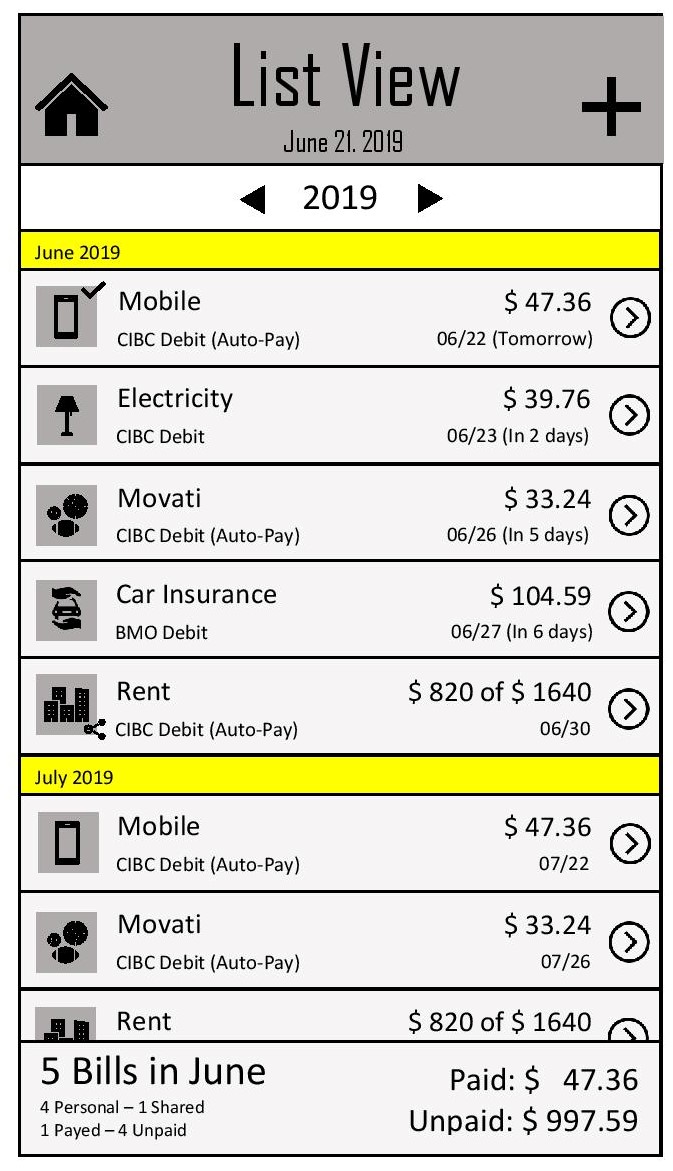 List View
June 21. 2019
2019
June 2019
Mobile $ 47.36
CIBC Debit (Auto-Pay) 06/22 (Tomorrow)
Electricity $ 39.76
CIBC Debit 06/23 (In 2 days)
Movati $ 33.24
CIBC Debit (Auto-Pay) 06/26 (In 5 days)
Car Insurance $ 104.59
BMO Debit 06/27 (In 6 days)
Rent $ 820 of $ 1640
CIBC Debit (Auto-Pay) 06/30
July 2019
Mobile $ 47.36
CIBC Debit (Auto-Pay) 07/22
Movati $ 33.24
CIBC Debit (Auto-Pay) 07/26
Rent $ 820 of $ 1640
5 Bills in June
4 Personal – 1 Shared
1 Payed – 4 Unpaid
Paid: $ 47.36
Unpaid: $ 997.59